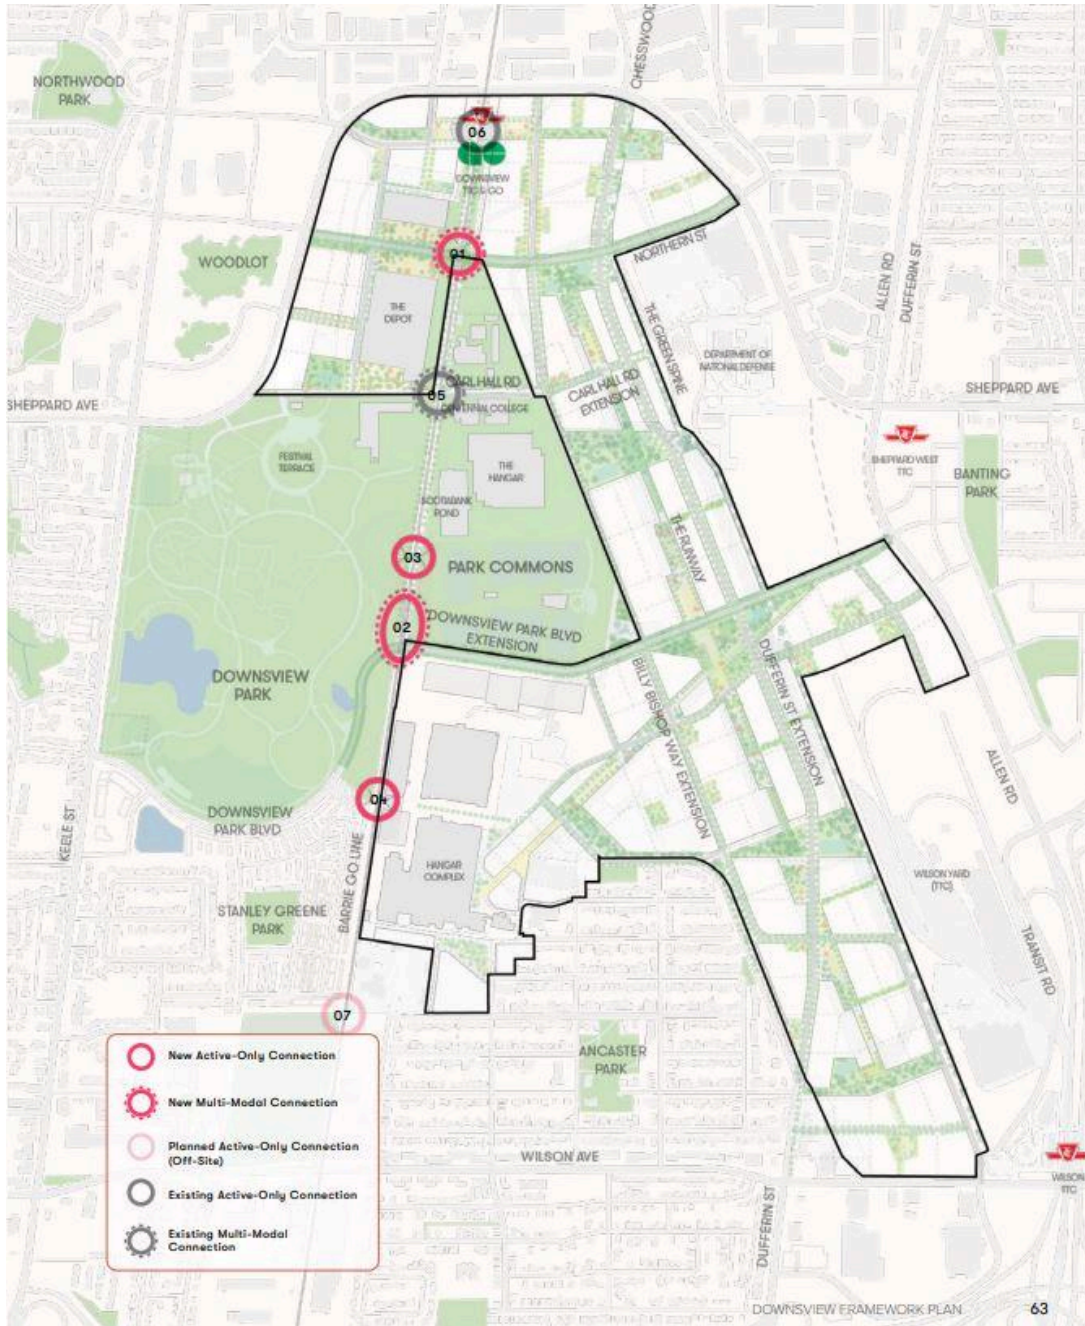 CHESSWOOD
NORTHWOOD
PARK
06
DOWNSVIEW
TTC & GO
01
NORTHERN ST
WOODLOT
ALLEN RD
DUFFERIN ST
THE
DEPOT
THE GREEN SPINE
DEPARTMENT OF
NATIONAL DEFENSE
CARL HALL RD
05
CARL HALL RD
EXTENSION
SHEPPARD AVE
SHEPPARD AVE
CENTENNIAL COLLEGE
FESTIVAL
TERRACE
THE
HANGAR
SHEPPARD WEST
TTC
BANTING
PARK
SCOTIABANK
POND
THE RUNWAY
03
PARK COMMONS
02
DOWNSVIEW PARK BLVD
EXTENSION
DOWNSVIEW
PARK
BILLY BISHOP WAY EXTENSION
DUFFERIN ST EXTENSION
ALLEN RD
04
DOWNSVIEW
PARK BLVD
KEELE ST
BARRIE GO LINE
HANGAR
COMPLEX
WILSON YARD
(TTC)
STANLEY GREENE
PARK
TRANSIT RD
07
ANCASTER
PARK
New Active-Only Connection
New Multi-Modal Connection
Planned Active-Only Connection
(Off-Site)
Existing Active-Only Connection
Existing Multi-Modal
Connection
WILSON AVE
WILSON
TTC
DUFFERIN ST
DOWNSVIEW FRAMEWORK PLAN
63